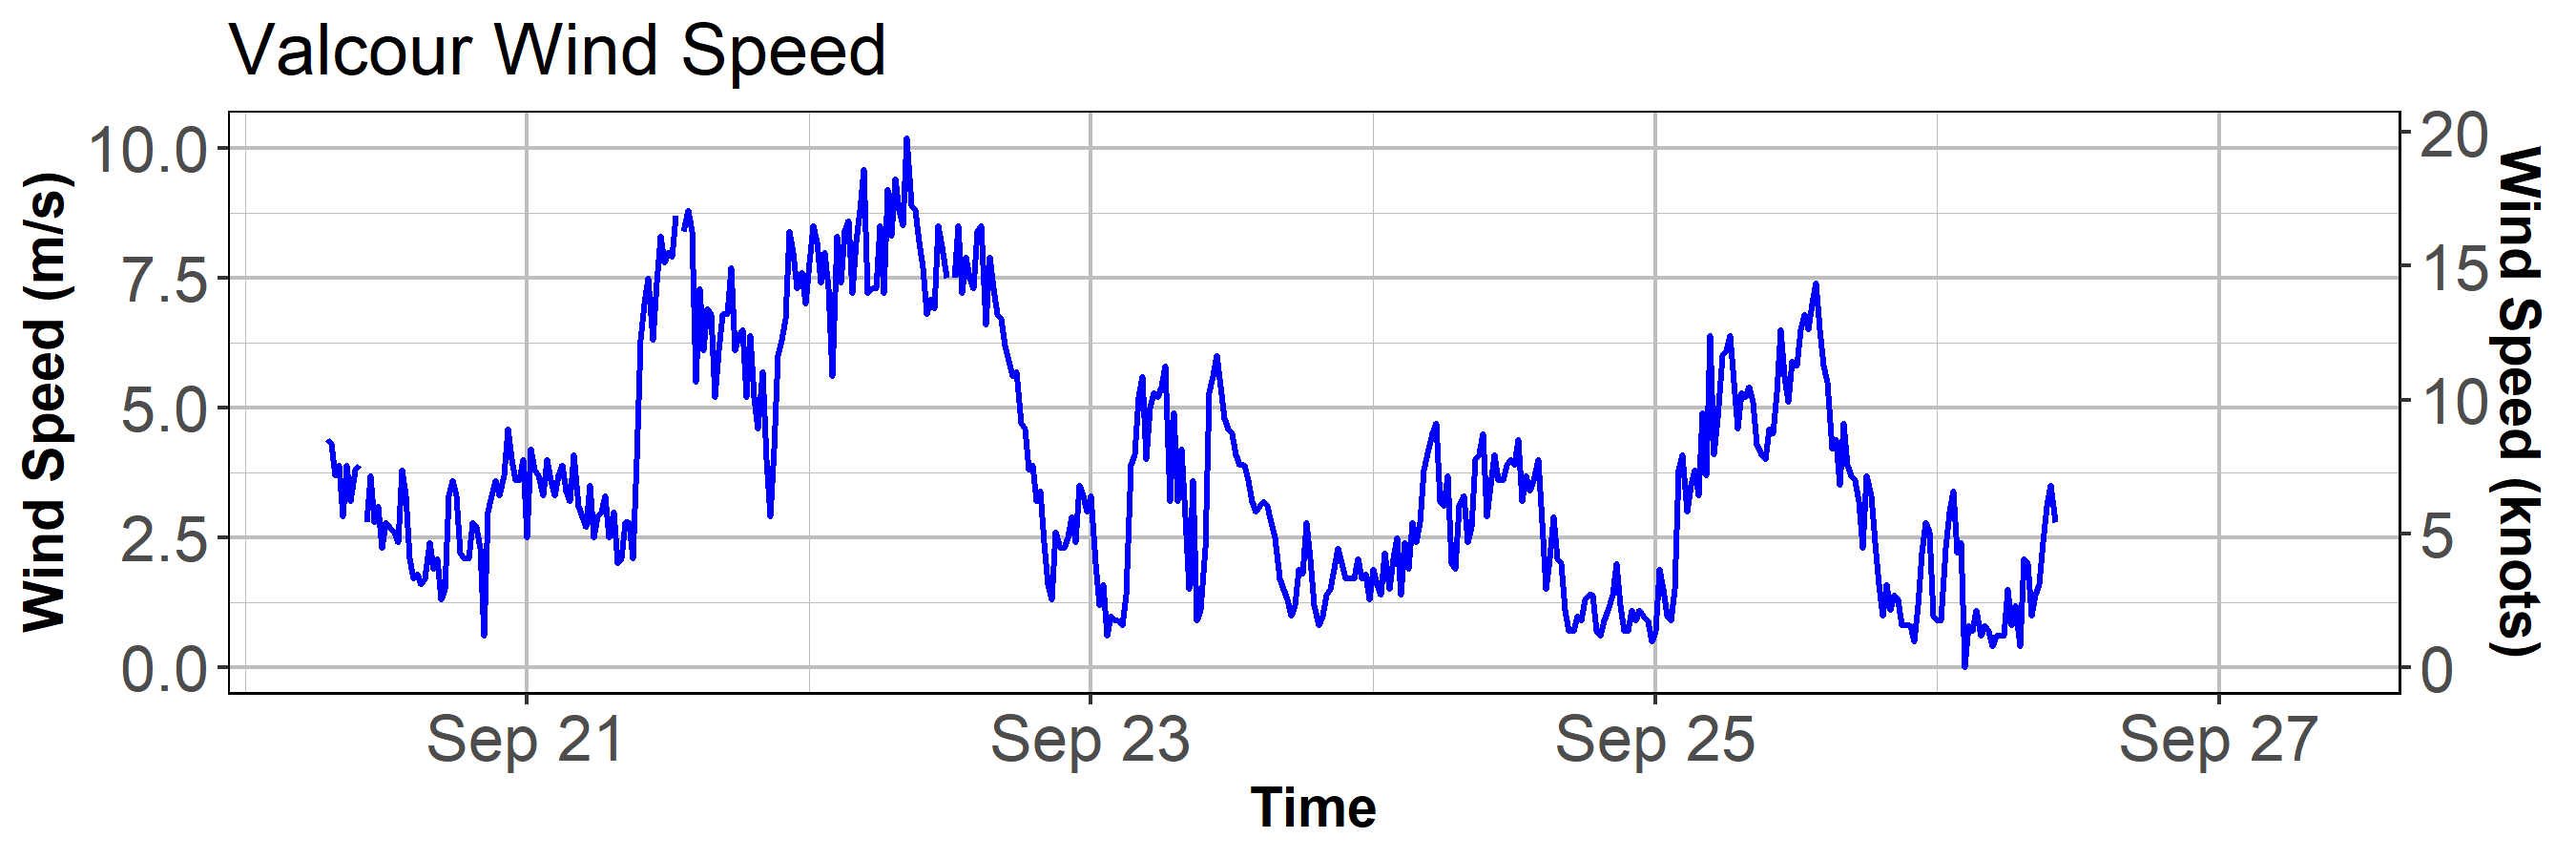 Valcour Wind Speed
Wind Speed (m/s)
10.0
7.5
5.0
2.5
0.0
20
15
10
5
0
Wind Speed (knots)
Sep 21
Sep 23
Sep 25
Sep 27
Time